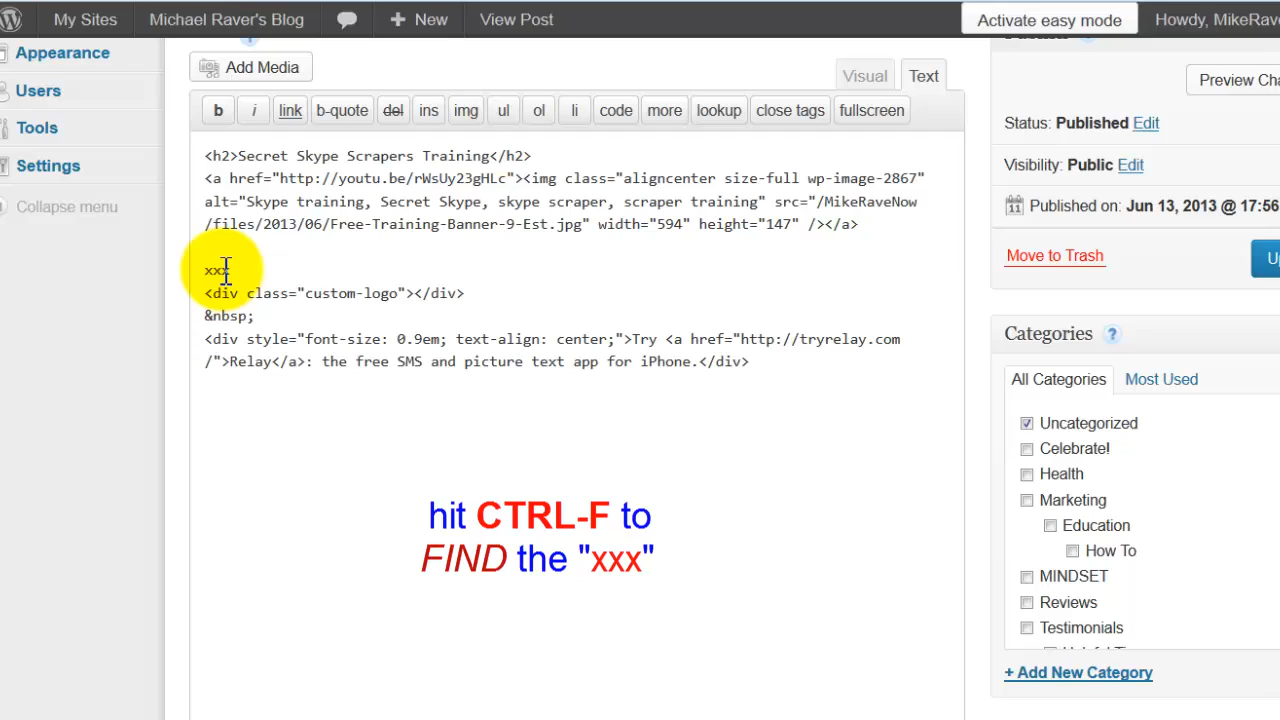 My Sites
Michael Raver's Blog
New
View Post
Activate easy mode
Howdy, MikeRave
Appearance
Users
Tools
Settings
Collapse menu
Add Media
Visual
Text
b
i
link
b-quote
del
ins
img
ul
ol
li
code
more
lookup
close tags
fullscreen
<h2>Secret Skype Scrapers Training</h2>
<a href="http://youtu.be/rWsUy23gHLc"><img class="aligncenter size-full wp-image-2867"
alt="Skype training, Secret Skype, skype scraper, scraper training" src="/MikeRaveNow
/files/2013/06/Free-Training-Banner-9-Est.jpg" width="594" height="147" /></a>
xxx
<div class="custom-logo"></div>
&nbsp;
<div style="font-size: 0.9em; text-align: center;">Try <a href="http://tryrelay.com
/">Relay</a>: the free SMS and picture text app for iPhone.</div>
hit CTRL-F to
FIND the "xxx"
Preview Cha
Status: Published Edit
Visibility: Public Edit
11
Published on: Jun 13, 2013 @ 17:56
Move to Trash
Up
Categories ?
All Categories
Most Used
Uncategorized
Celebrate!
Health
Marketing
Education
How To
MINDSET
Reviews
Testimonials
+ Add New Category